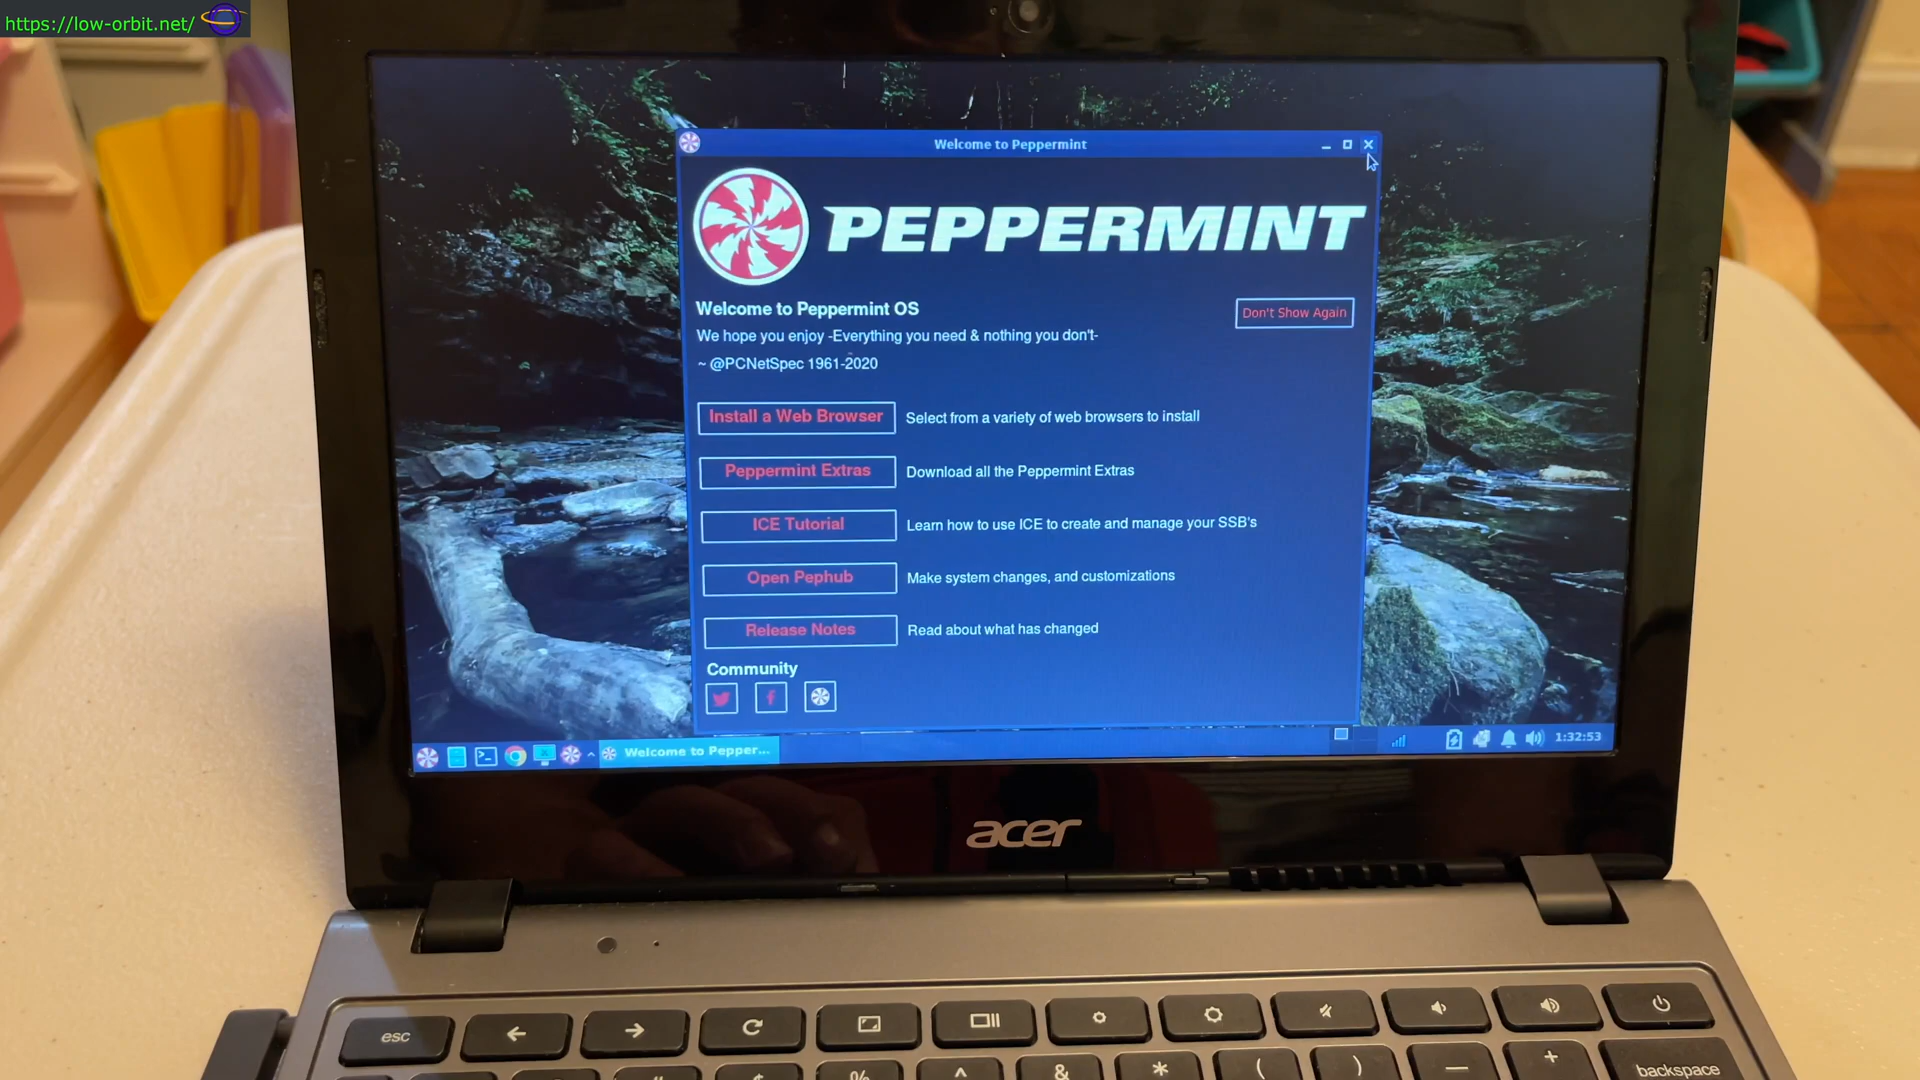 https://low-orbit.net/
Welcome to Peppermint
PEPPERMINT
Welcome to Peppermint OS
Don't Show Again
We hope you enjoy -Everything you need & nothing you don't-
~ @PCNetSpec 1961-2020
Install a Web Browser Select from a variety of web browsers to install
Peppermint Extras Download all the Peppermint Extras
ICE Tutorial Learn how to use ICE to create and manage your SSB's
Open Pephub Make system changes, and customizations
Release Notes Read about what has changed
Community
Welcome to Pepper...
1:32:53
acer
esc
% ^ & * ( ) — + backspace